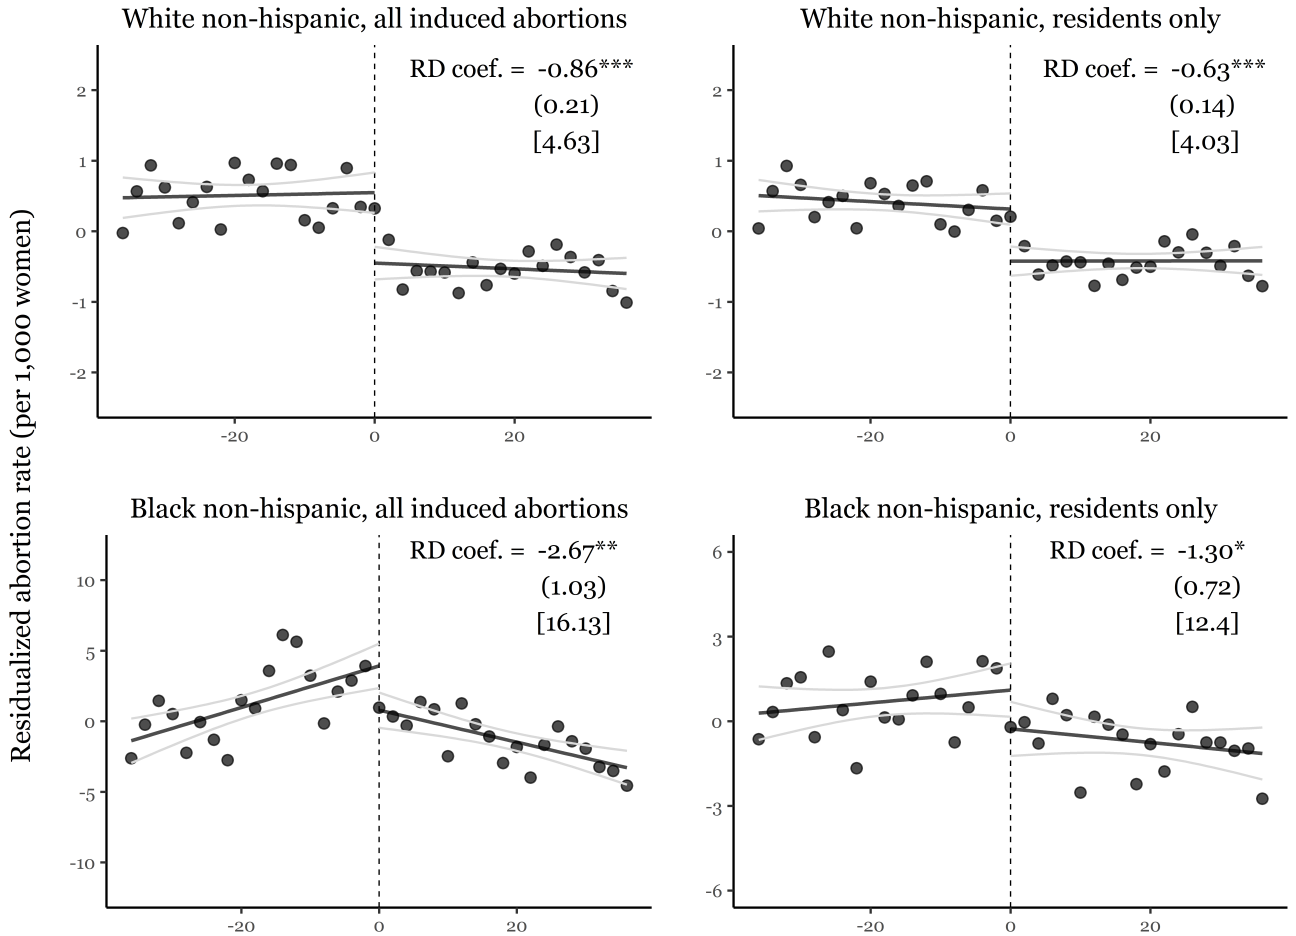 Residualized abortion rate (per 1,000 women)
White non-hispanic, all induced abortions
RD coef. = -0.86***
(0.21)
[4.63]
2
1
0
-1
-2
-20 0 20
White non-hispanic, residents only
RD coef. = -0.63***
(0.14)
[4.03]
2
1
0
-1
-2
-20 0 20
Black non-hispanic, all induced abortions
RD coef. = -2.67**
(1.03)
[16.13]
10
5
0
-5
-10
-20 0 20
Black non-hispanic, residents only
RD coef. = -1.30*
(0.72)
[12.4]
6
3
0
-3
-6
-20 0 20